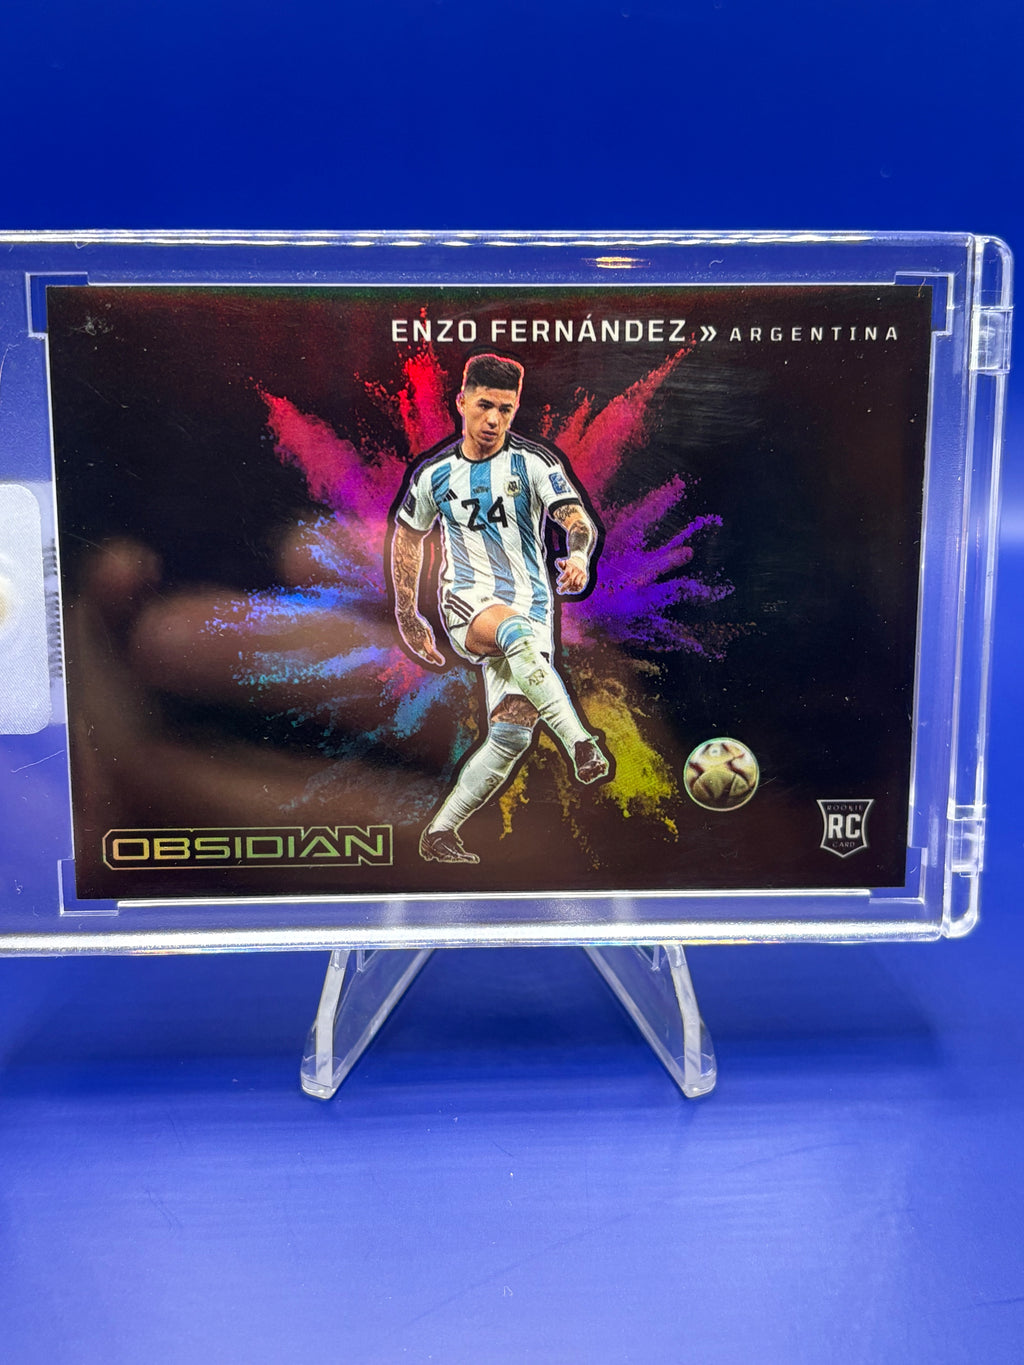 ENZO FERNÁNDEZ » ARGENTINA
24
OBSIDIAN
ROOKIE
RC
CARD